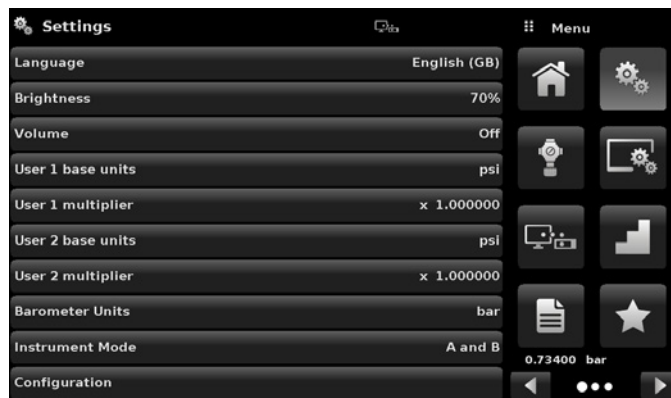 Settings
Menu
Language English (GB)
Brightness 70%
Volume Off
User 1 base units psi
User 1 multiplier x 1.000000
User 2 base units psi
User 2 multiplier x 1.000000
Barometer Units bar
Instrument Mode A and B
Configuration
0.73400 bar